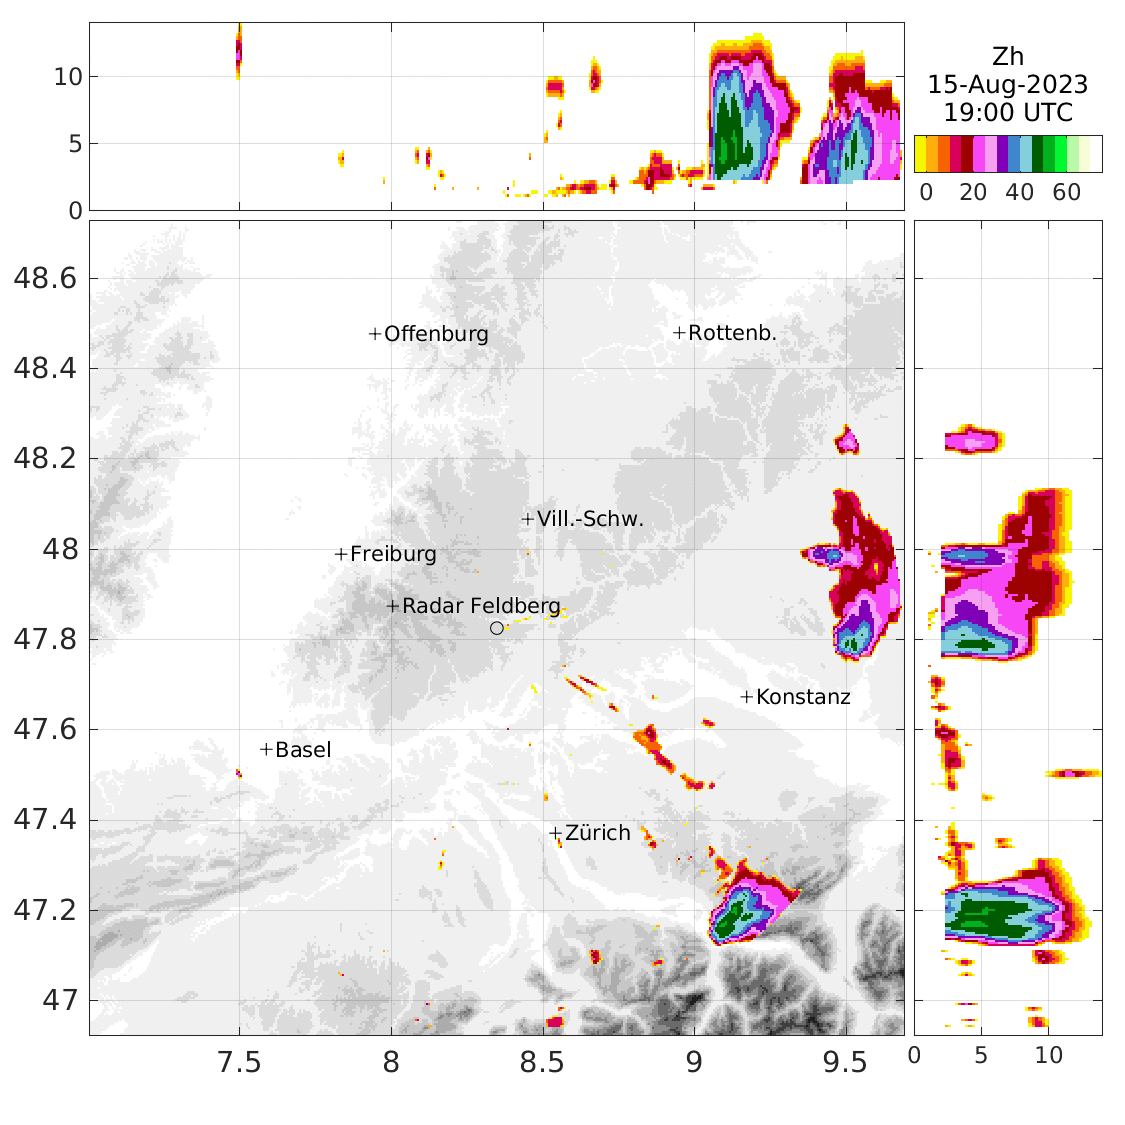 10
5
0
Zh
15-Aug-2023
19:00 UTC
0 20 40 60
48.6
48.4
48.2
48
47.8
47.6
47.4
47.2
47
+Offenburg
+Rottenb.
+Vill.-Schw.
+Freiburg
+Radar Feldberg
+Konstanz
+Basel
+Zürich
7.5 8 8.5 9 9.5
0 5 10